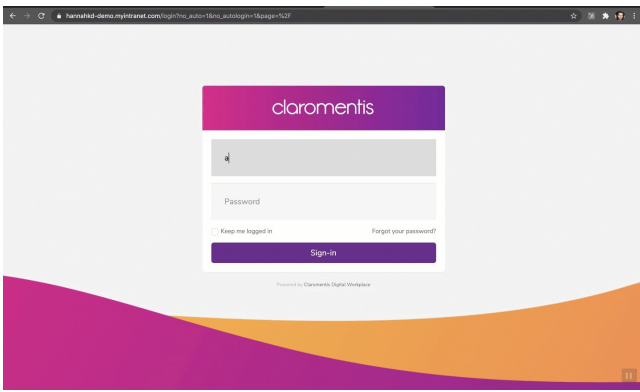 hannahkd-demo.myintranet.com/login?no_auto=1&no_autologin=1&page=%2F
claromentis
a
Password
Keep me logged in Forgot your password?
Sign-in
Powered by Claromentis Digital Workplace